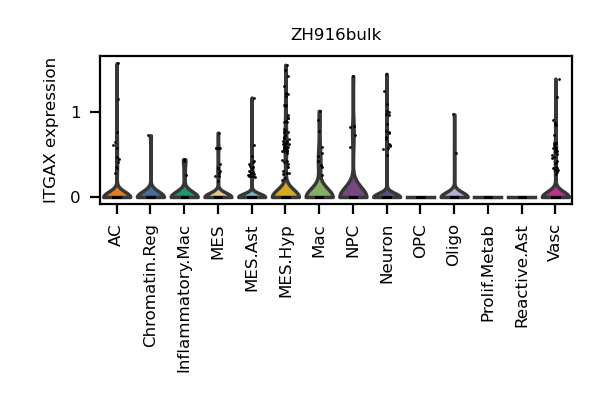 ZH916bulk
ITGAX expression
1
0
AC
Chromatin.Reg
Inflammatory.Mac
MES
MES.Ast
MES.Hyp
Mac
NPC
Neuron
OPC
Oligo
Prolif.Metab
Reactive.Ast
Vasc